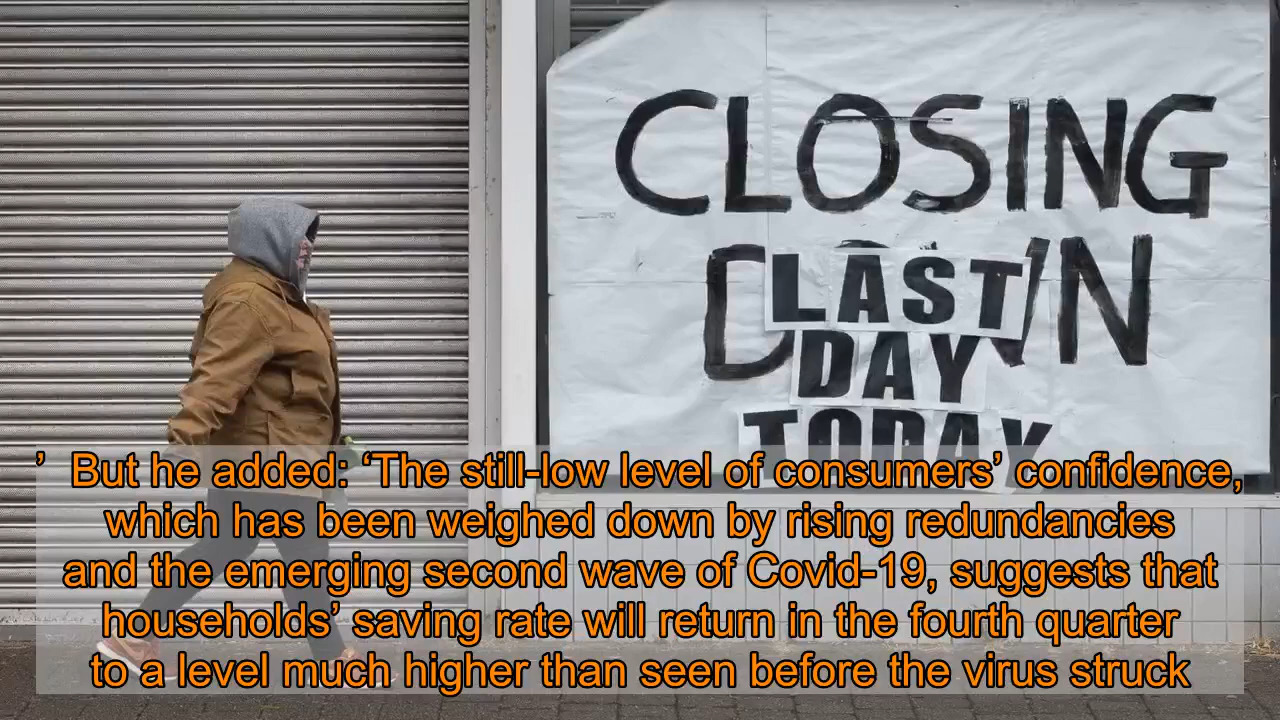 CLOSING
DOWN
LAST
DAY
TODAY
’ But he added: ‘The still-low level of consumers’ confidence,
which has been weighed down by rising redundancies
and the emerging second wave of Covid-19, suggests that
households’ saving rate will return in the fourth quarter
to a level much higher than seen before the virus struck